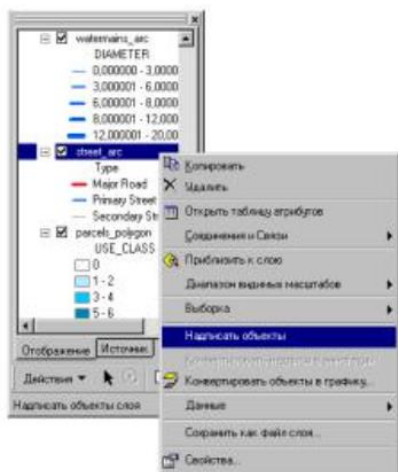 watermains_arc
DIAMETER
0,000000 - 3,0000
3,000001 - 6,0000
6,000001 - 8,0000
8,000001 - 12,000
12,000001 - 20,00
street_arc
Type
Major Road
Primary Street
Secondary Str
parcels_polygon
USE_CLASS
0
1 - 2
3 - 4
5 - 6
Отображение Источник
Действия
Надписать объекты слоя
Копировать
Удалить
Открыть таблицу атрибутов
Соединения и Связи
Приблизить к слою
Диапазон видимых масштабов
Выборка
Надписать объекты
Конвертировать надписи в аннотации
Конвертировать объекты в графику...
Данные
Сохранить как файл слоя...
Свойства...